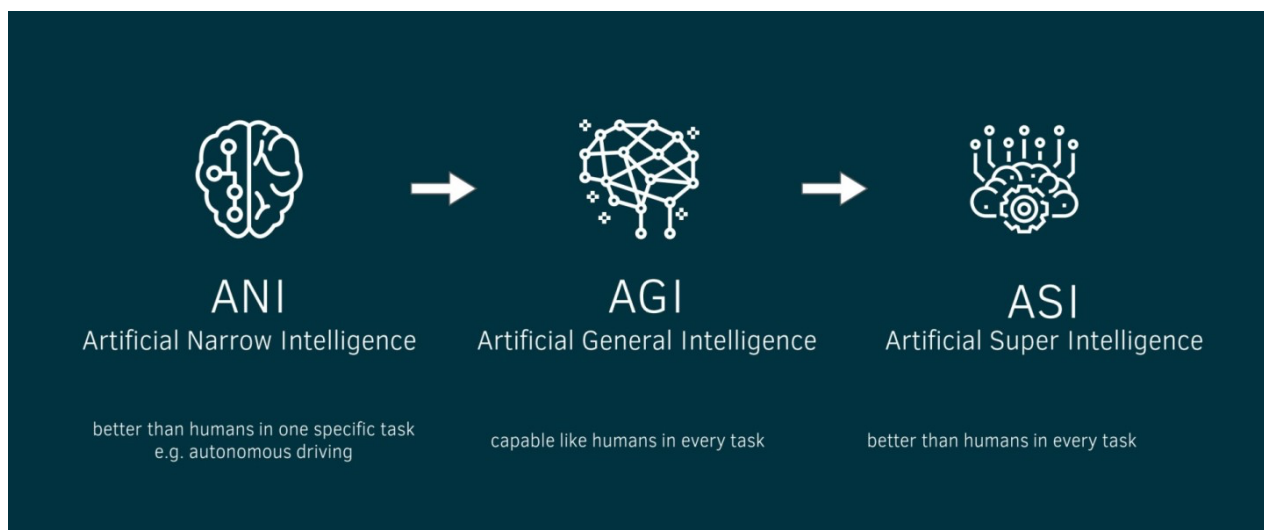 ANI
Artificial Narrow Intelligence
better than humans in one specific task
e.g. autonomous driving
AGI
Artificial General Intelligence
capable like humans in every task
ASI
Artificial Super Intelligence
better than humans in every task